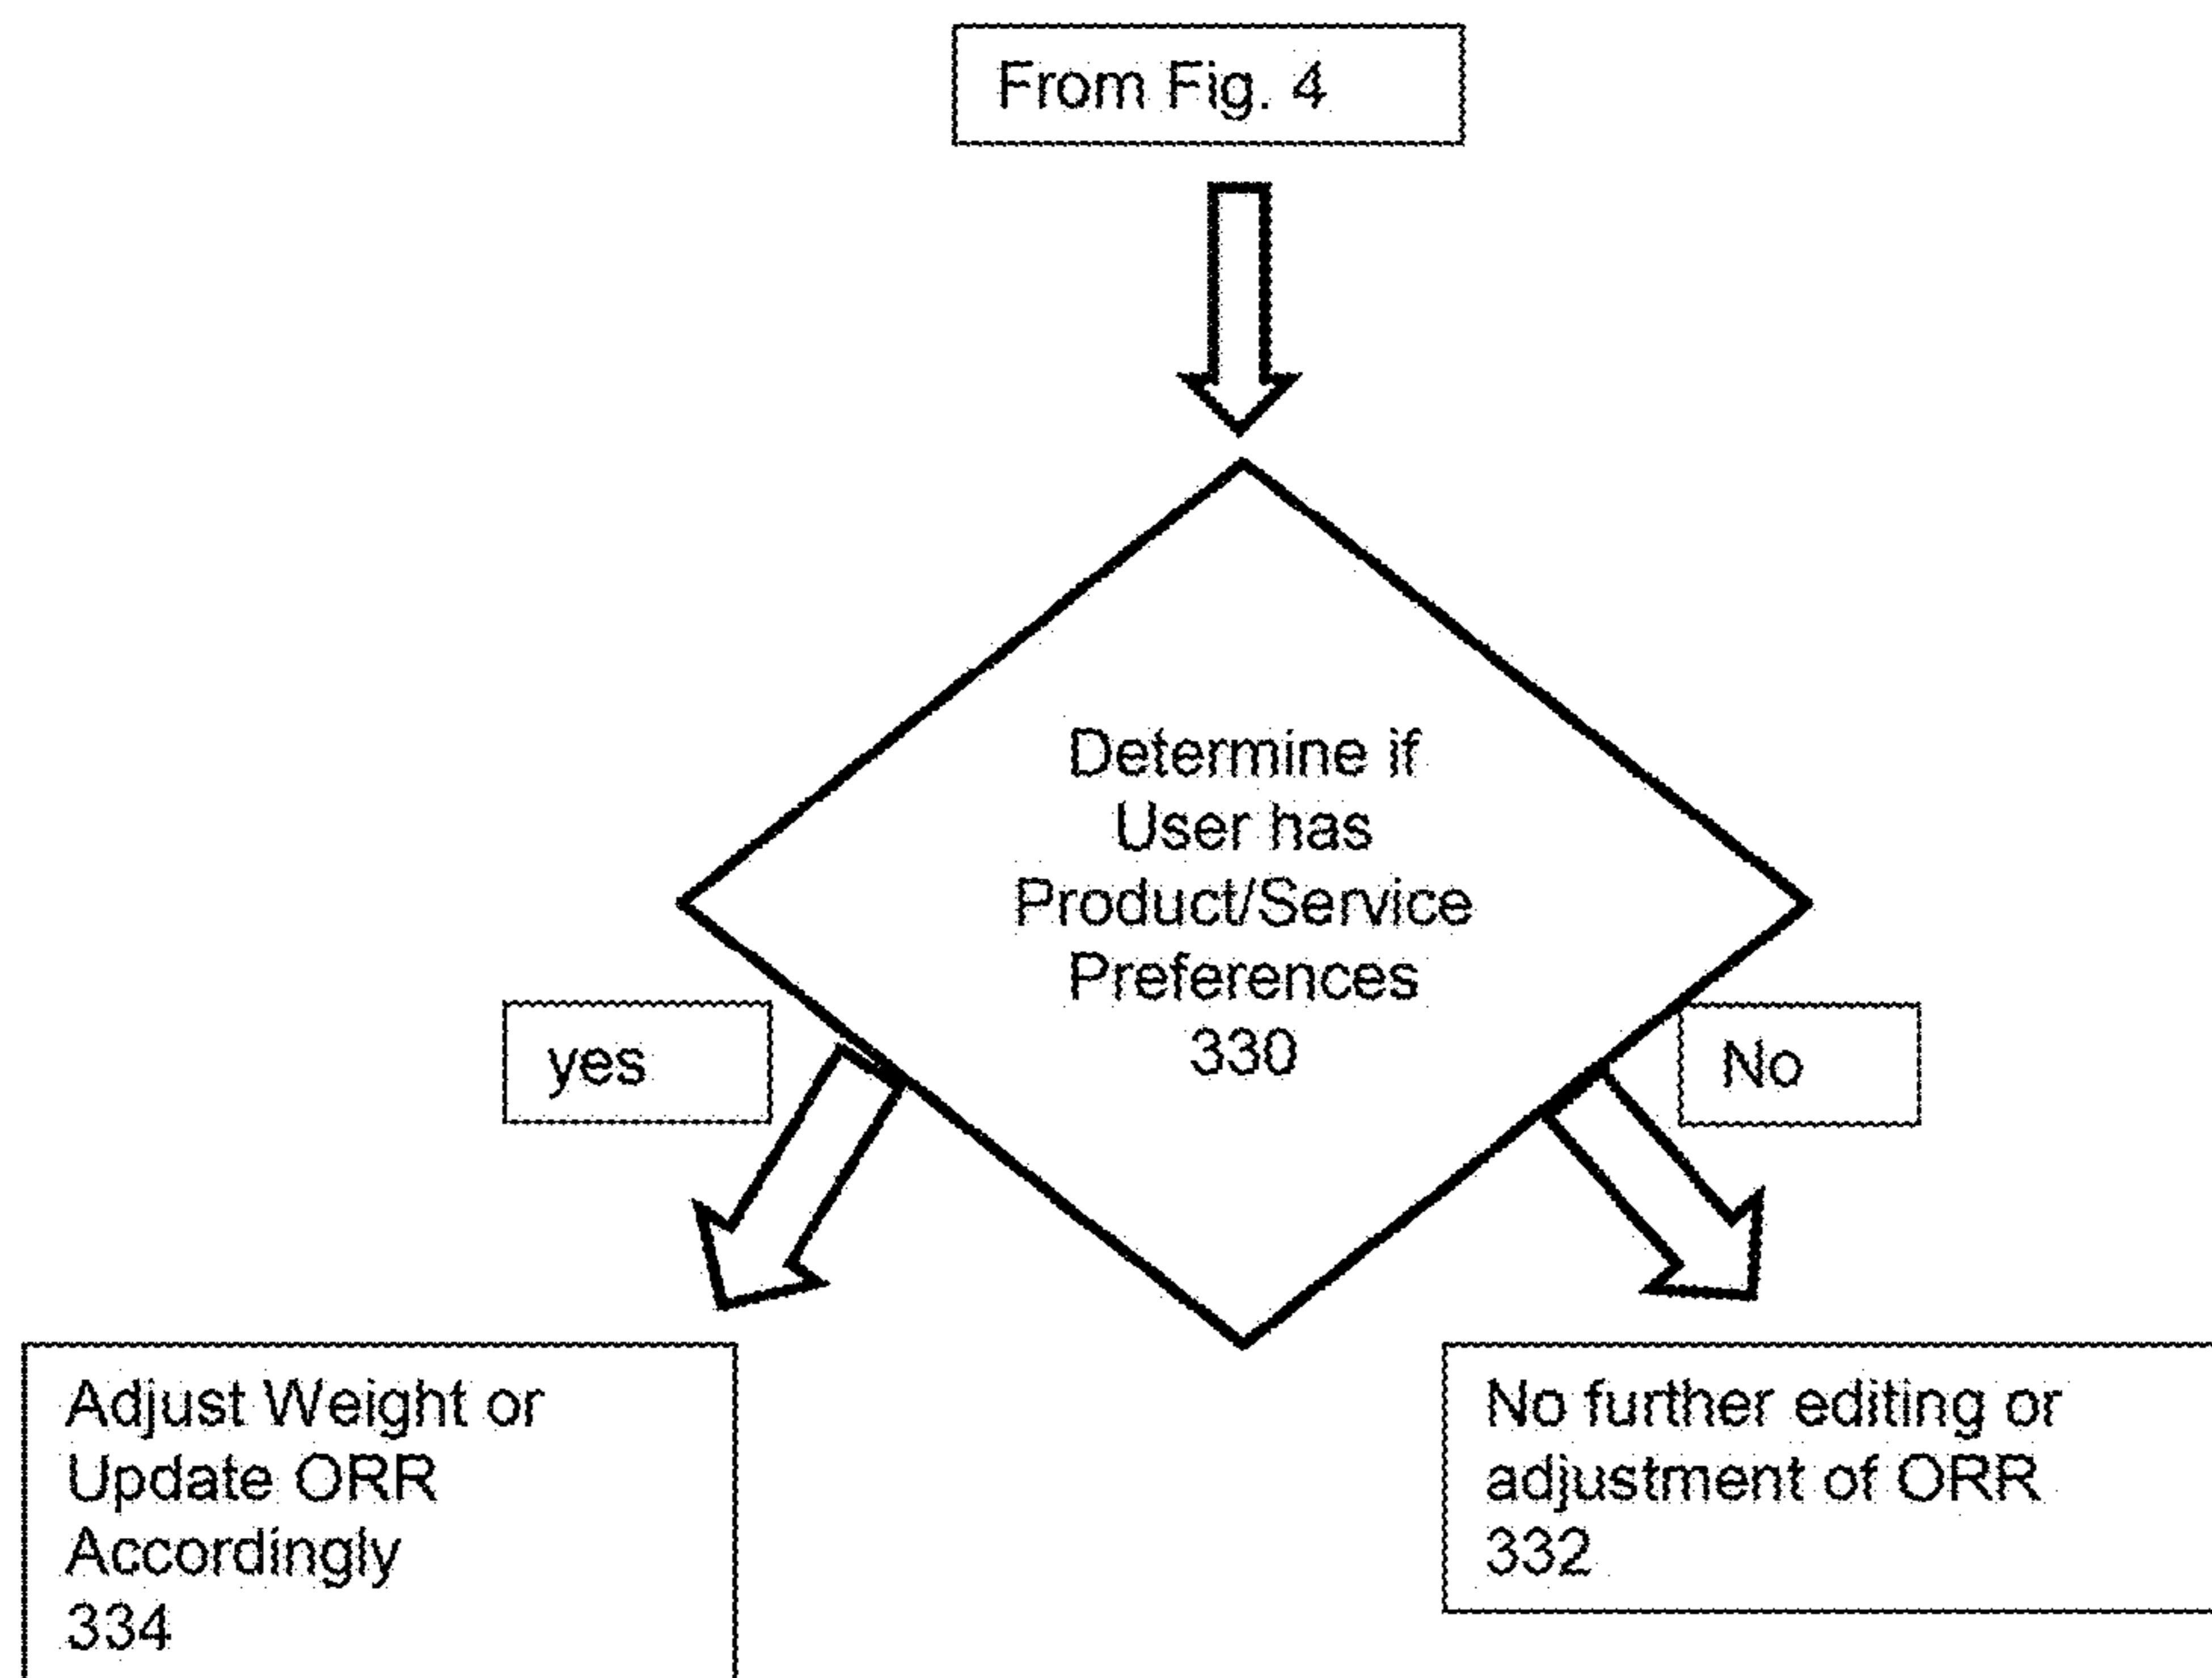 From Fig. 4
Determine if
User has
Product/Service
Preferences
330
yes
No
Adjust Weight or
Update ORR
Accordingly
334
No further editing or
adjustment of ORR
332